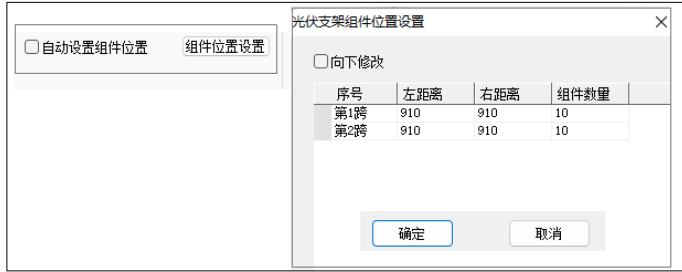 自动设置组件位置 组件位置设置
光伏支架组件位置设置
向下修改
序号 左距离 右距离 组件数量
第1跨 910 910 10
第2跨 910 910 10
确定 取消